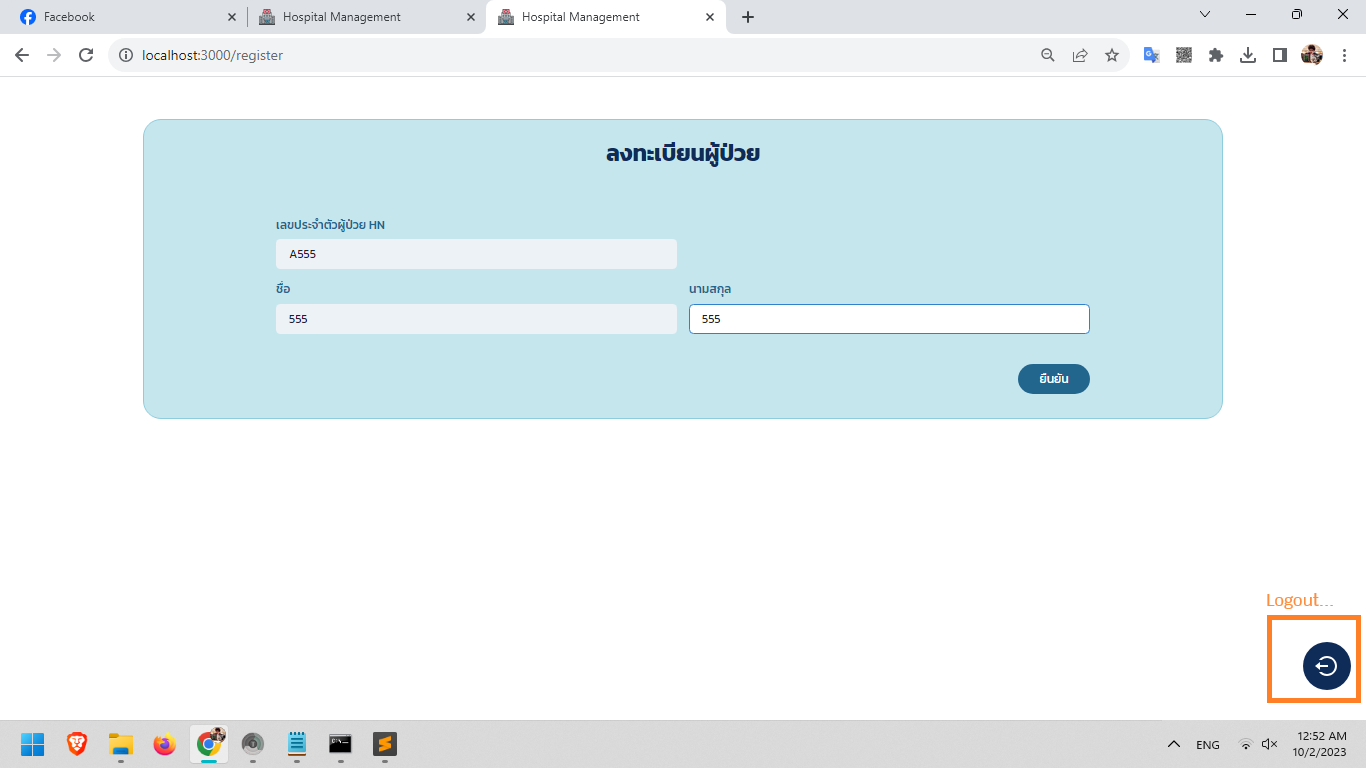 Facebook
Hospital Management
Hospital Management
localhost:3000/register
ลงทะเบียนผู้ป่วย
เลขประจำตัวผู้ป่วย HN
A555
ชื่อ
นามสกุล
555
555
ยืนยัน
Logout...
ENG
12:52 AM
10/2/2023